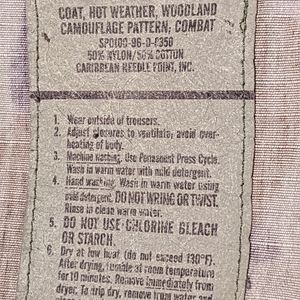 COAT, HOT WEATHER, WOODLAND
CAMOUFLAGE PATTERN, COMBAT
SPO100-96-D-0350
50% NYLON/50% COTTON
CARIBBEAN NEEDLE POINT, INC.
1. Wear outside of trousers.
2. Adjust closures to ventilate, avoid over-
heating of body.
3. Machine washing. Use Permanent Press Cycle.
Wash in warm water with mild detergent.
4. Hand washing. Wash in warm water using
mild detergent. DO NOT WRING OR TWIST.
Rinse in clean warm water.
5. DO NOT USE CHLORINE BLEACH
OR STARCH.
6. Dry at low heat (do not exceed 130°F).
After drying, tumble at room temperature
for 10 minutes. Remove immediately from
dryer. To drip dry, remove from water and